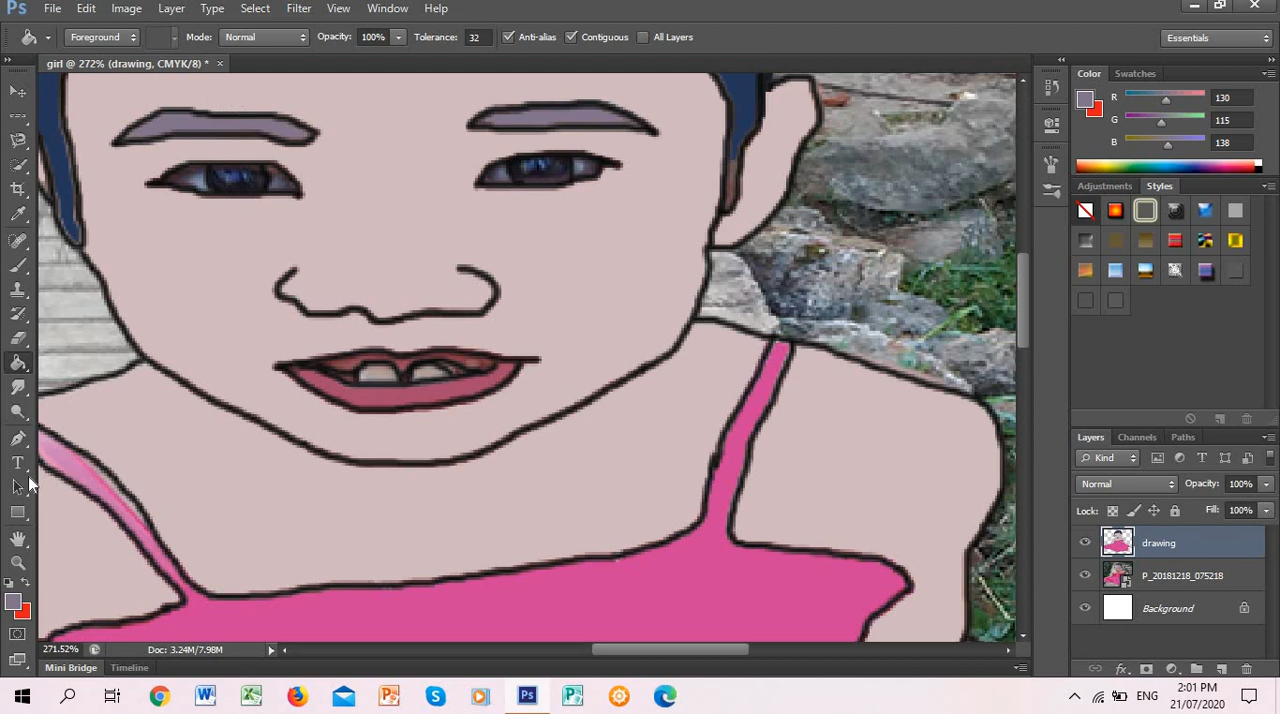 Ps File Edit Image Layer Type Select Filter View Window Help
Foreground Mode: Normal Opacity: 100% Tolerance: 32 Anti-alias Contiguous All Layers Essentials
girl @ 272% (drawing, CMYK/8) * ×
Color Swatches
R 130
G 115
B 138
Adjustments Styles
T
Layers Channels Paths
Kind T
Normal Opacity: 100%
Lock: Fill: 100%
drawing
P_20181218_075218
Background
271.52% Doc: 3.24M/7.98M
Mini Bridge Timeline
ENG
2:01 PM
21/07/2020